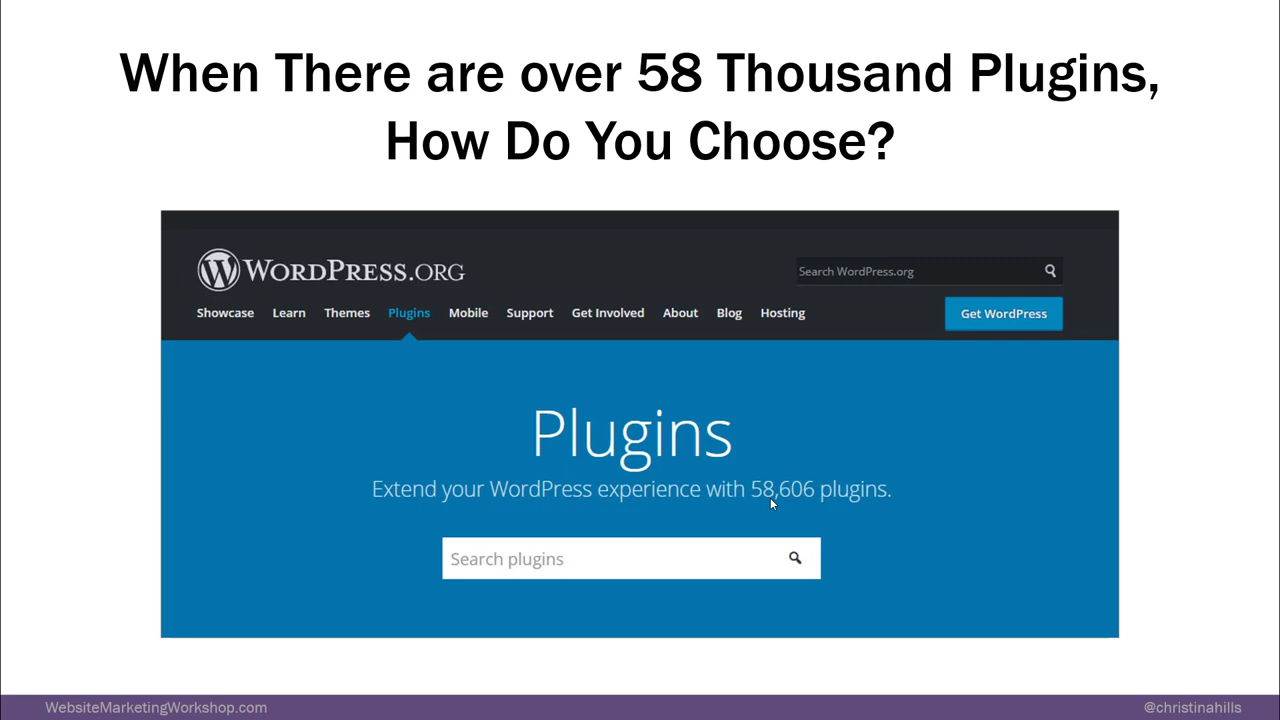 When There are over 58 Thousand Plugins,
How Do You Choose?
WORDPRESS.ORG
Search WordPress.org
Showcase Learn Themes Plugins Mobile Support Get Involved About Blog Hosting
Get WordPress
Plugins
Extend your WordPress experience with 58,606 plugins.
Search plugins
WebsiteMarketingWorkshop.com
@christinahills